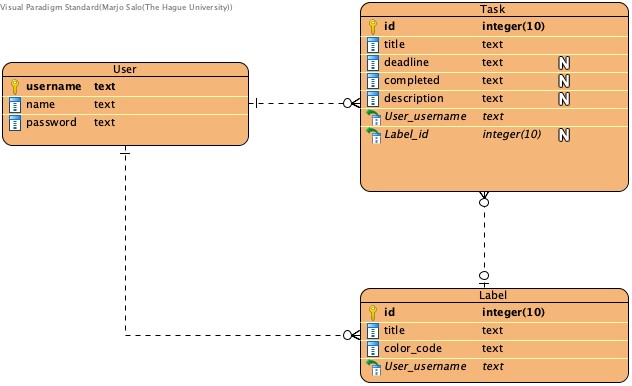 Visual Paradigm Standard(Marjo Salo(The Hague University))
Task
id integer(10)
title text
deadline text N
completed text N
description text N
User_username text
Label_id integer(10) N
User
username text
name text
password text
Label
id integer(10)
title text
color_code text
User_username text